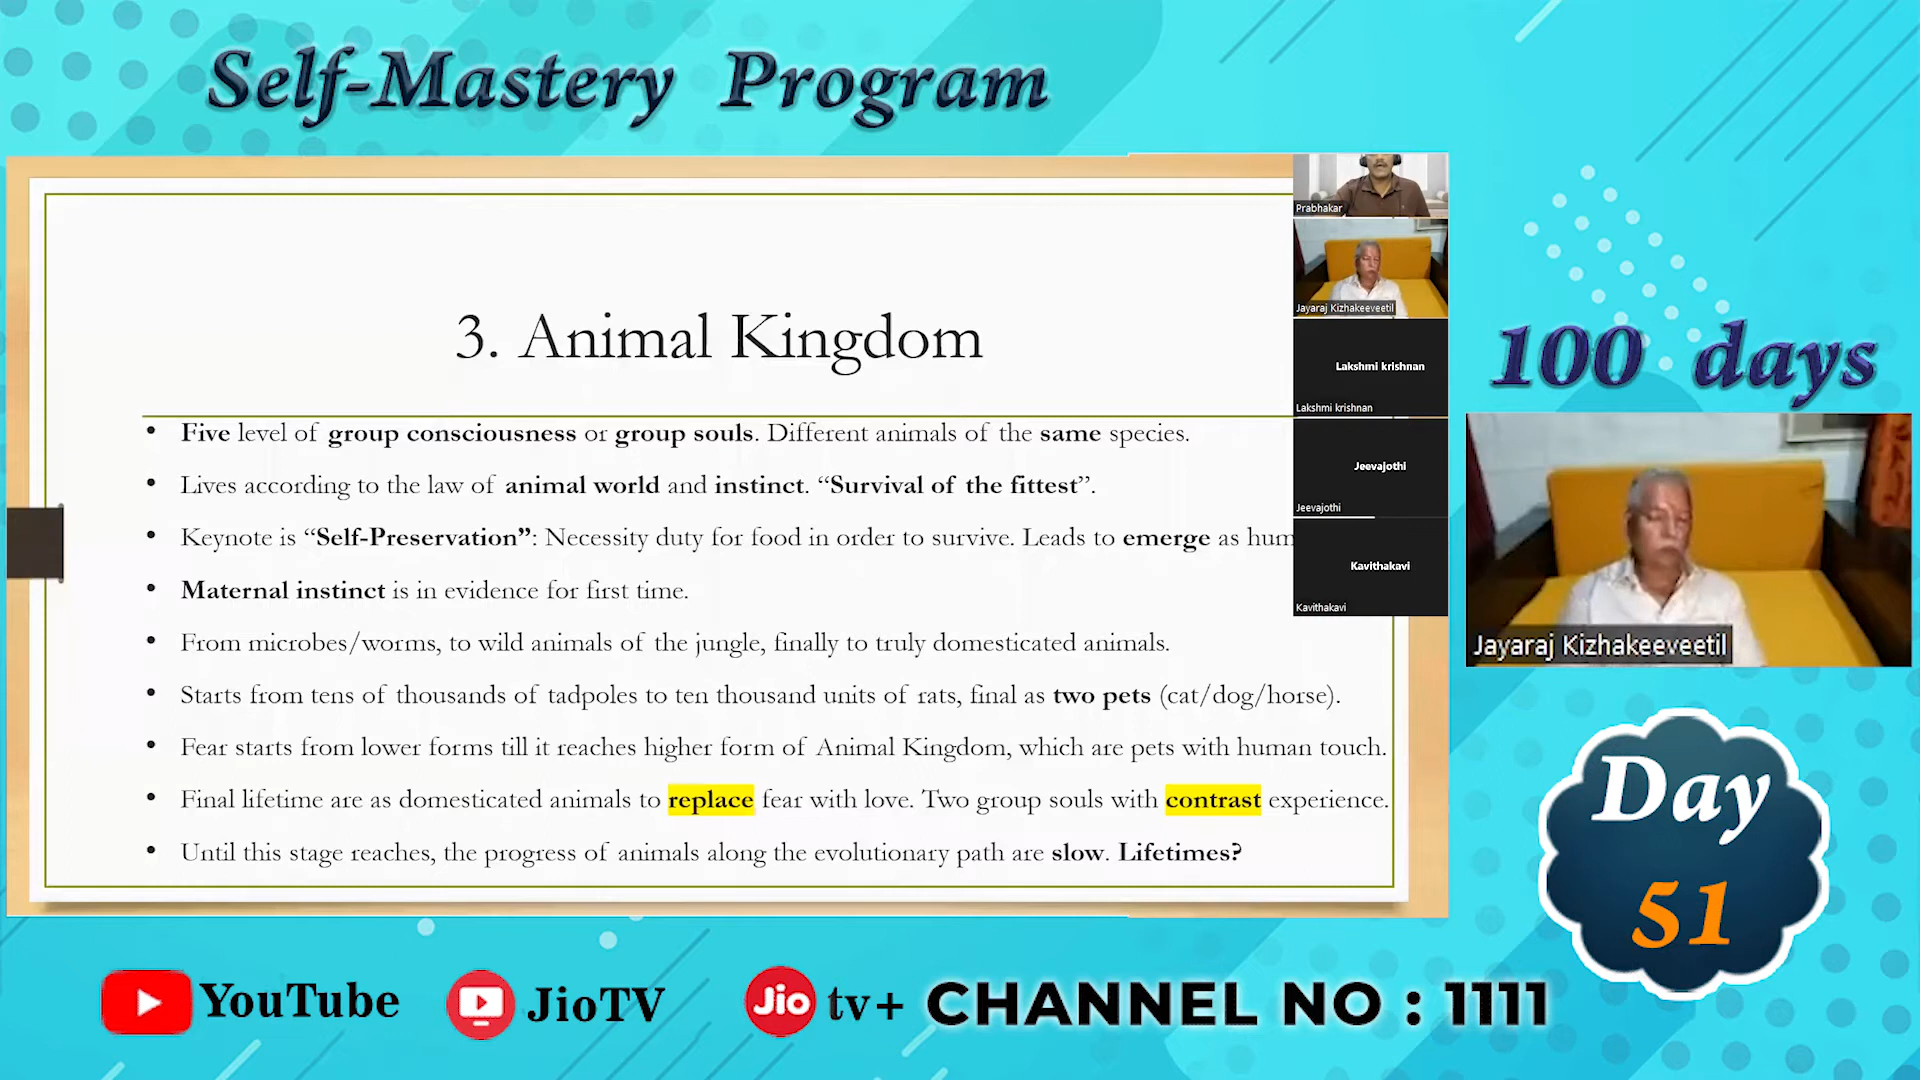 Self-Mastery Program
3. Animal Kingdom
• Five level of group consciousness or group souls. Different animals of the same species.
• Lives according to the law of animal world and instinct. “Survival of the fittest”.
• Keynote is “Self-Preservation”: Necessity duty for food in order to survive. Leads to emerge as hum
• Maternal instinct is in evidence for first time.
• From microbes/worms, to wild animals of the jungle, finally to truly domesticated animals.
• Starts from tens of thousands of tadpoles to ten thousand units of rats, final as two pets (cat/dog/horse).
• Fear starts from lower forms till it reaches higher form of Animal Kingdom, which are pets with human touch.
• Final lifetime are as domesticated animals to replace fear with love. Two group souls with contrast experience.
• Until this stage reaches, the progress of animals along the evolutionary path are slow. Lifetimes?
Prabhakar
Jayaraj Kizhakeeveetil
Lakshmi krishnan
Lakshmi krishnan
Jeevajothi
Jeevajothi
Kavithakavi
Kavithakavi
100 days
Jayaraj Kizhakeeveetil
Day
51
YouTube JioTV Jio tv+ CHANNEL NO : 1111